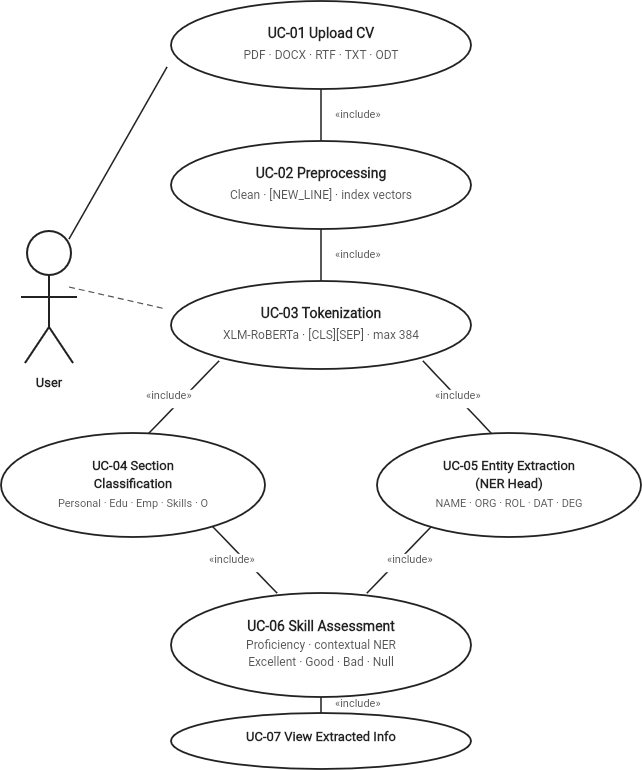 UC-01 Upload CV
PDF · DOCX · RTF · TXT · ODT
«include»
UC-02 Preprocessing
Clean · [NEW_LINE] · index vectors
«include»
UC-03 Tokenization
XLM-RoBERTa · [CLS][SEP] · max 384
User
«include»
«include»
UC-04 Section
Classification
Personal · Edu · Emp · Skills · O
UC-05 Entity Extraction
(NER Head)
NAME · ORG · ROL · DAT · DEG
«include»
«include»
UC-06 Skill Assessment
Proficiency · contextual NER
Excellent · Good · Bad · Null
«include»
UC-07 View Extracted Info